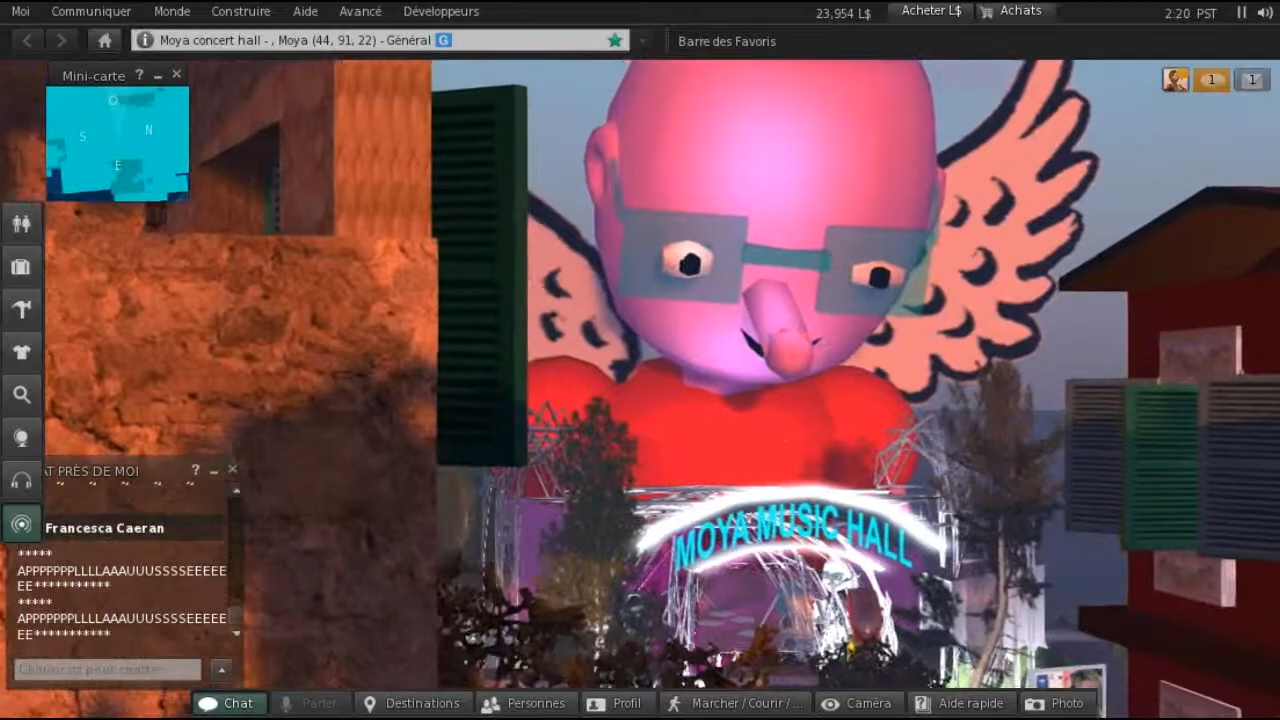 Moi Communiquer Monde Construire Aide Avancé Développeurs 23,954 L$ Acheter L$ Achats 2:20 PST
Moya concert hall - , Moya (44, 91, 22) - Général G Barre des Favoris
Mini-carte ? 1 1
O
S N
E
AT PRÈS DE MOI ?
Francesca Caeran
*****
APPPPPPPLLLLAAAUUUSSSSEEEEE
EE***********
*****
APPPPPPPLLLLAAAUUUSSSSEEEEE
EE***********
MOYA MUSIC HALL
Chat Parler Destinations Personnes Profil Marcher / Courir /... Caméra Aide rapide Photo